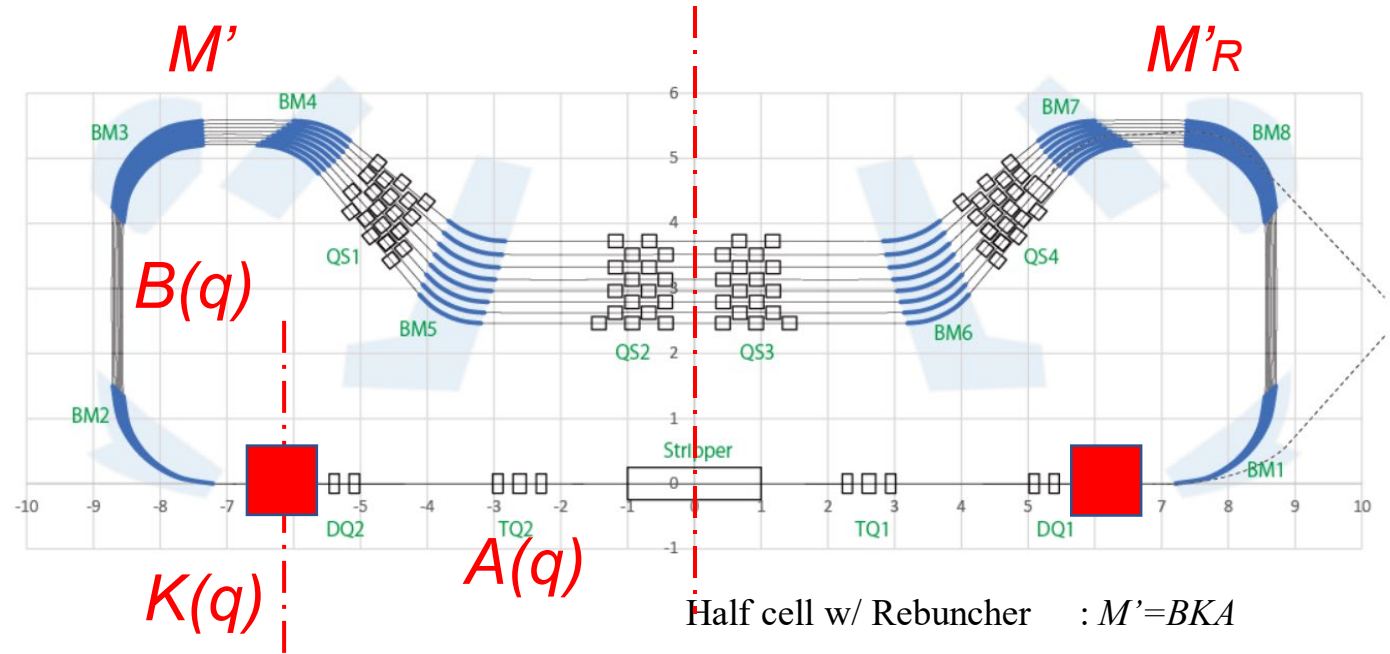 M’
M’R
6
BM4
BM7
BM3
BM8
5
4
QS1
QS4
B(q)
3
BM5
BM6
QS2
QS3
2
BM2
1
Stripper
BM1
-10 -9 -8 -7 -6 -5 -4 -3 -2 -1 0 1 2 3 4 5 6 7 8 9 10
0
DQ2
TQ2
TQ1
DQ1
-1
A(q)
K(q)
Half cell w/ Rebuncher : M’=BKA